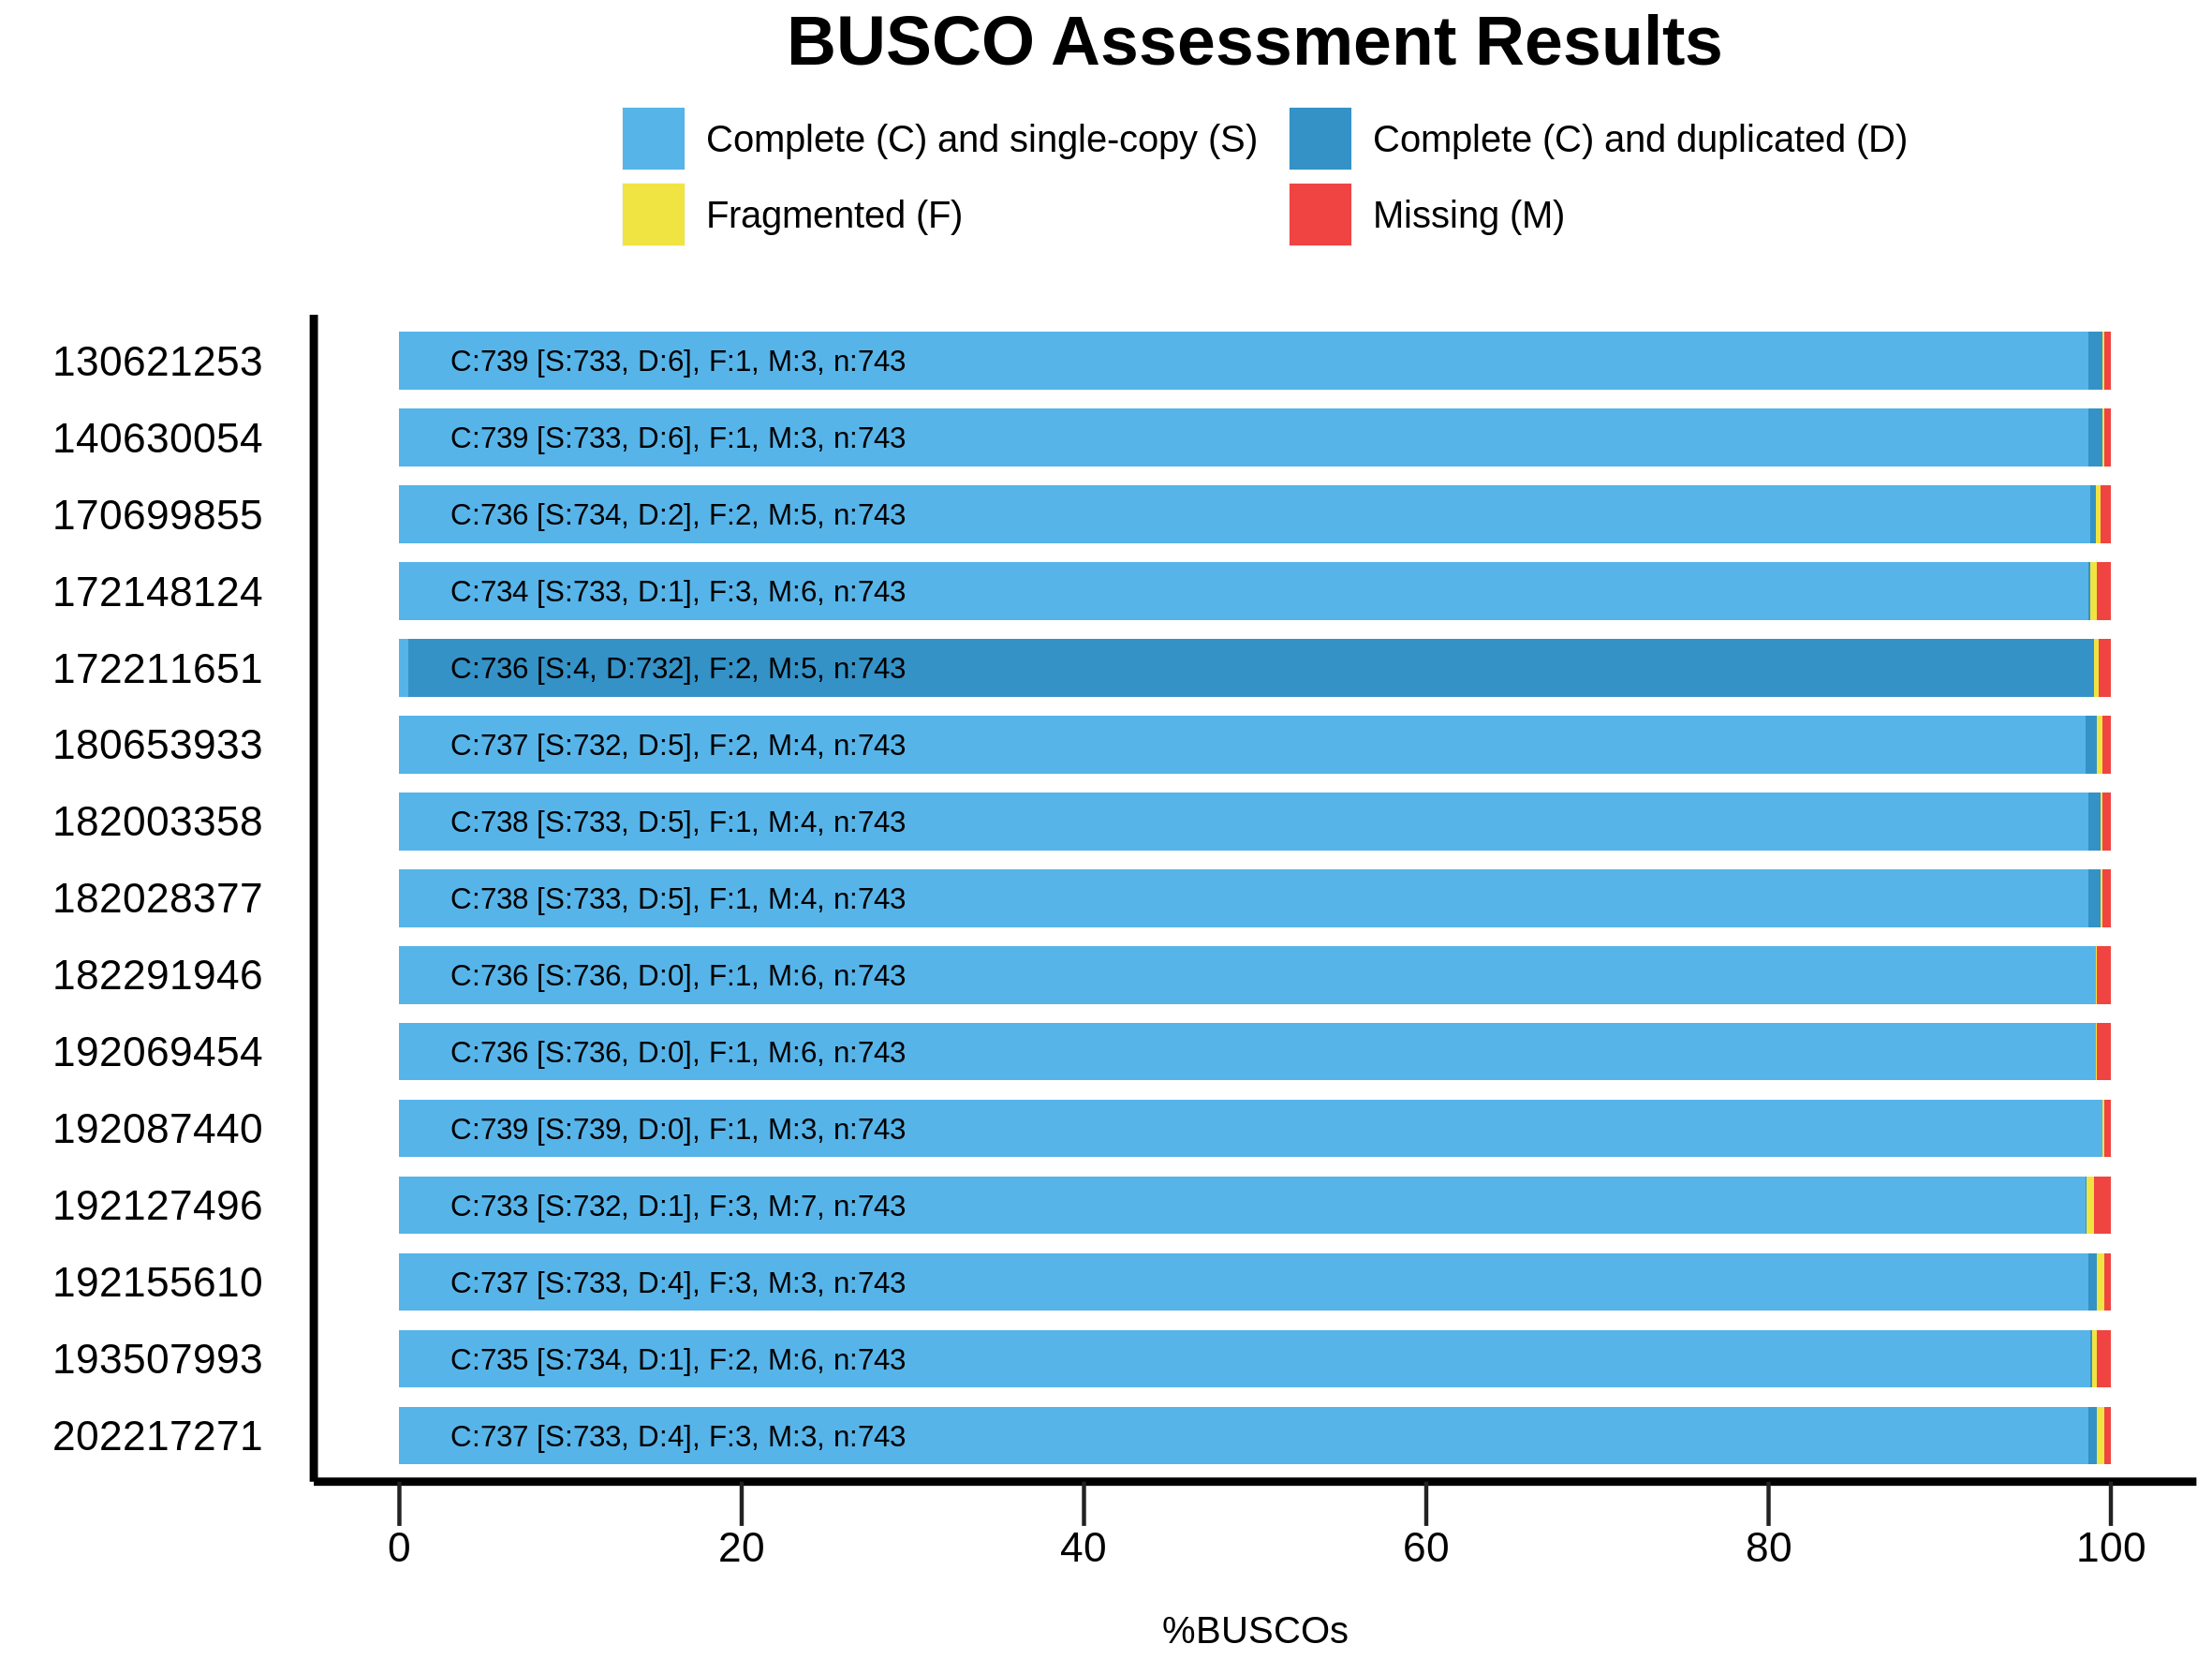 BUSCO Assessment Results
Complete (C) and single-copy (S) Complete (C) and duplicated (D)
Fragmented (F) Missing (M)
130621253 C:739 [S:733, D:6], F:1, M:3, n:743
140630054 C:739 [S:733, D:6], F:1, M:3, n:743
170699855 C:736 [S:734, D:2], F:2, M:5, n:743
172148124 C:734 [S:733, D:1], F:3, M:6, n:743
172211651 C:736 [S:4, D:732], F:2, M:5, n:743
180653933 C:737 [S:732, D:5], F:2, M:4, n:743
182003358 C:738 [S:733, D:5], F:1, M:4, n:743
182028377 C:738 [S:733, D:5], F:1, M:4, n:743
182291946 C:736 [S:736, D:0], F:1, M:6, n:743
192069454 C:736 [S:736, D:0], F:1, M:6, n:743
192087440 C:739 [S:739, D:0], F:1, M:3, n:743
192127496 C:733 [S:732, D:1], F:3, M:7, n:743
192155610 C:737 [S:733, D:4], F:3, M:3, n:743
193507993 C:735 [S:734, D:1], F:2, M:6, n:743
202217271 C:737 [S:733, D:4], F:3, M:3, n:743
0 20 40 60 80 100
%BUSCOs